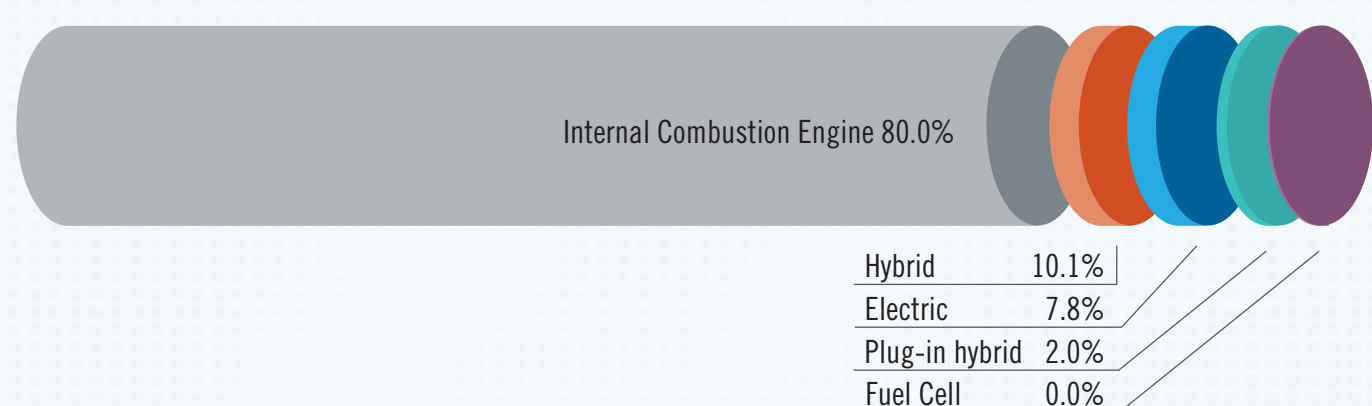 Internal Combustion Engine 80.0%
Hybrid 10.1%
Electric 7.8%
Plug-in hybrid 2.0%
Fuel Cell 0.0%